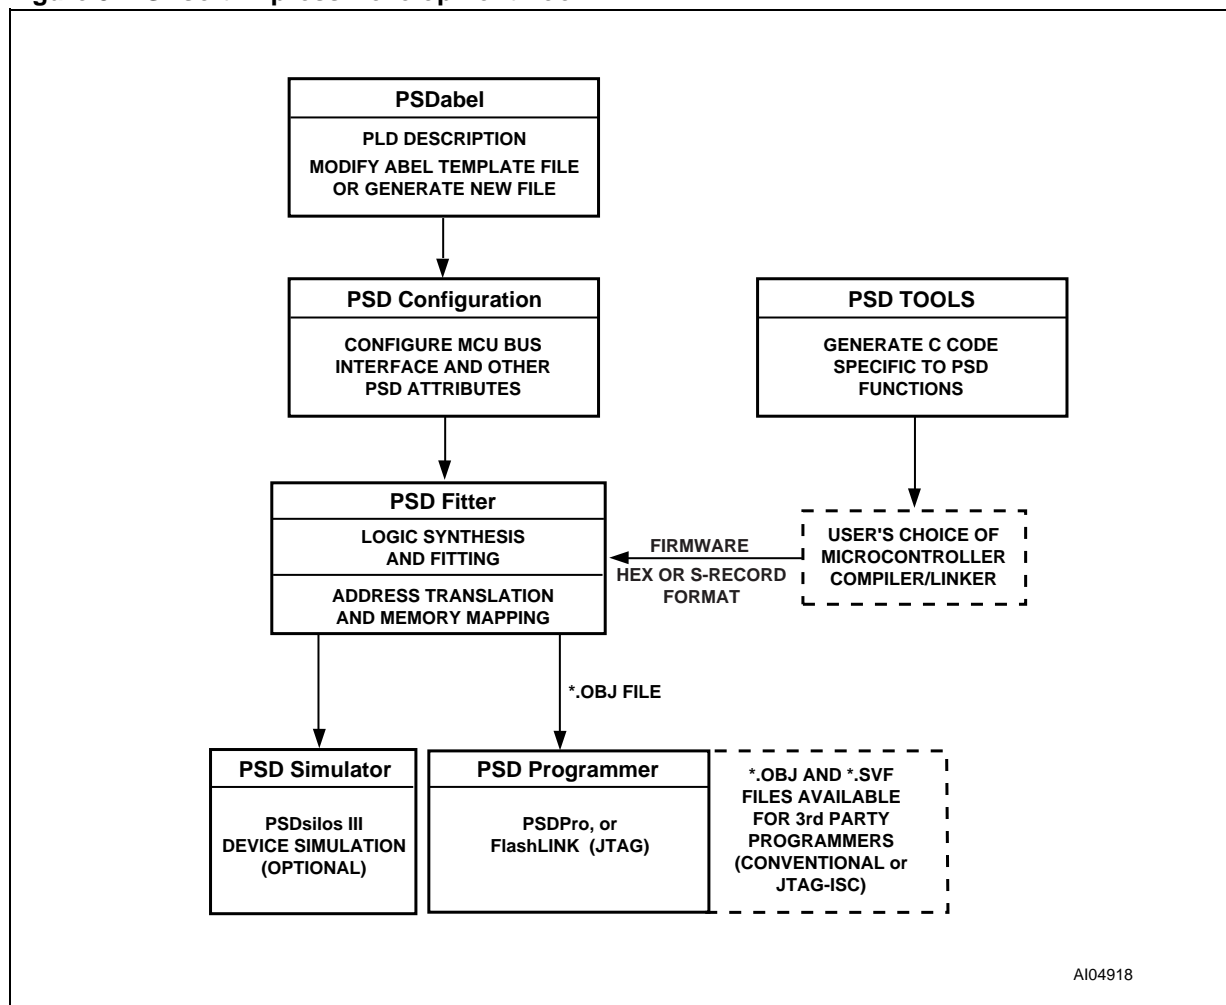 PSDabel
PLD DESCRIPTION
MODIFY ABEL TEMPLATE FILE
OR GENERATE NEW FILE
PSD Configuration
CONFIGURE MCU BUS
INTERFACE AND OTHER
PSD ATTRIBUTES
PSD TOOLS
GENERATE C CODE
SPECIFIC TO PSD
FUNCTIONS
PSD Fitter
LOGIC SYNTHESIS
AND FITTING
ADDRESS TRANSLATION
AND MEMORY MAPPING
FIRMWARE
HEX OR S-RECORD
FORMAT
USER'S CHOICE OF
MICROCONTROLLER
COMPILER/LINKER
*.OBJ FILE
PSD Simulator
PSDsilos III
DEVICE SIMULATION
(OPTIONAL)
PSD Programmer
PSDPro, or
FlashLINK (JTAG)
*.OBJ AND *.SVF
FILES AVAILABLE
FOR 3rd PARTY
PROGRAMMERS
(CONVENTIONAL or
JTAG-ISC)
AI04918